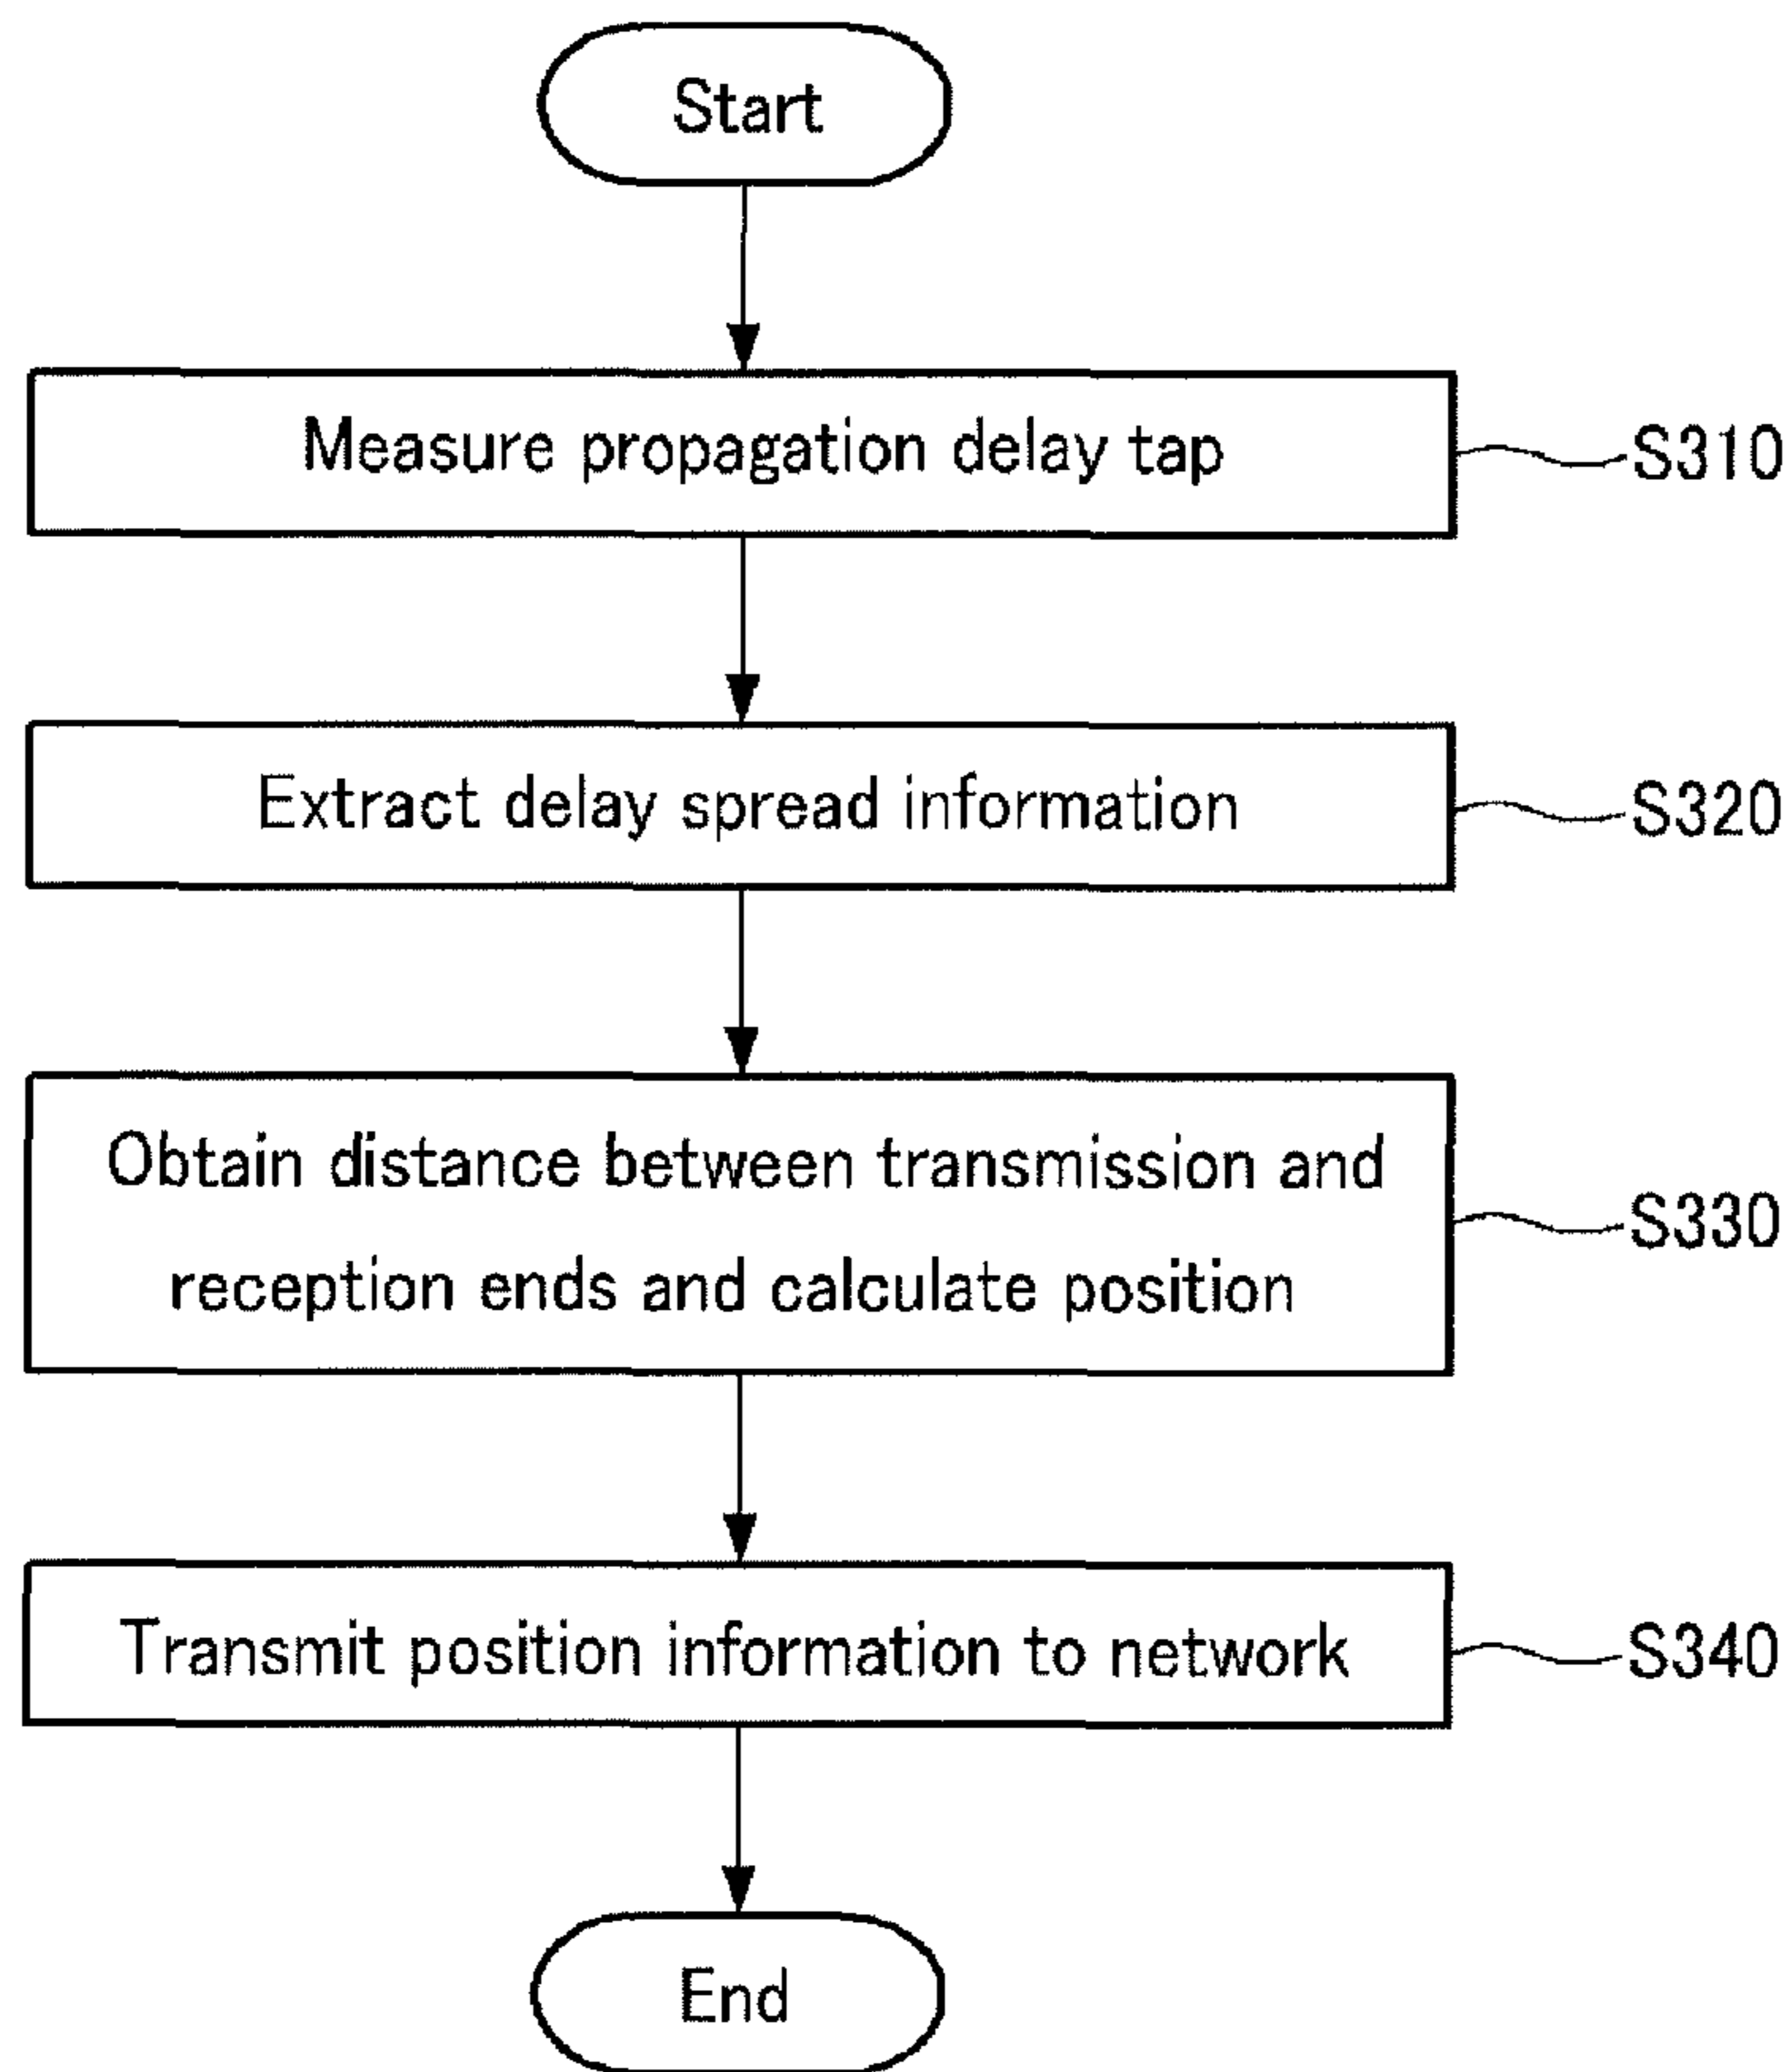 Start
Measure propagation delay tap
S310
Extract delay spread information
S320
Obtain distance between transmission and
reception ends and calculate position
S330
Transmit position information to network
S340
End